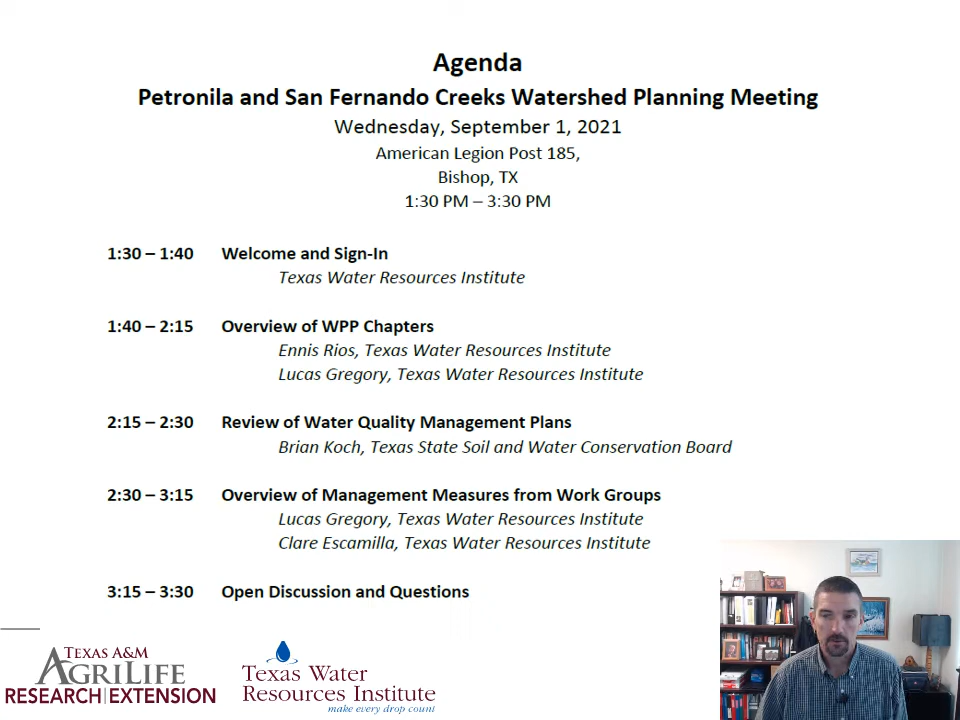 Agenda
Petronila and San Fernando Creeks Watershed Planning Meeting
Wednesday, September 1, 2021
American Legion Post 185,
Bishop, TX
1:30 PM – 3:30 PM
1:30 – 1:40 Welcome and Sign-In
Texas Water Resources Institute
1:40 – 2:15 Overview of WPP Chapters
Ennis Rios, Texas Water Resources Institute
Lucas Gregory, Texas Water Resources Institute
2:15 – 2:30 Review of Water Quality Management Plans
Brian Koch, Texas State Soil and Water Conservation Board
2:30 – 3:15 Overview of Management Measures from Work Groups
Lucas Gregory, Texas Water Resources Institute
Clare Escamilla, Texas Water Resources Institute
3:15 – 3:30 Open Discussion and Questions
TEXAS A&M
AGRILIFE
RESEARCH | EXTENSION
Texas Water
Resources Institute
make every drop count